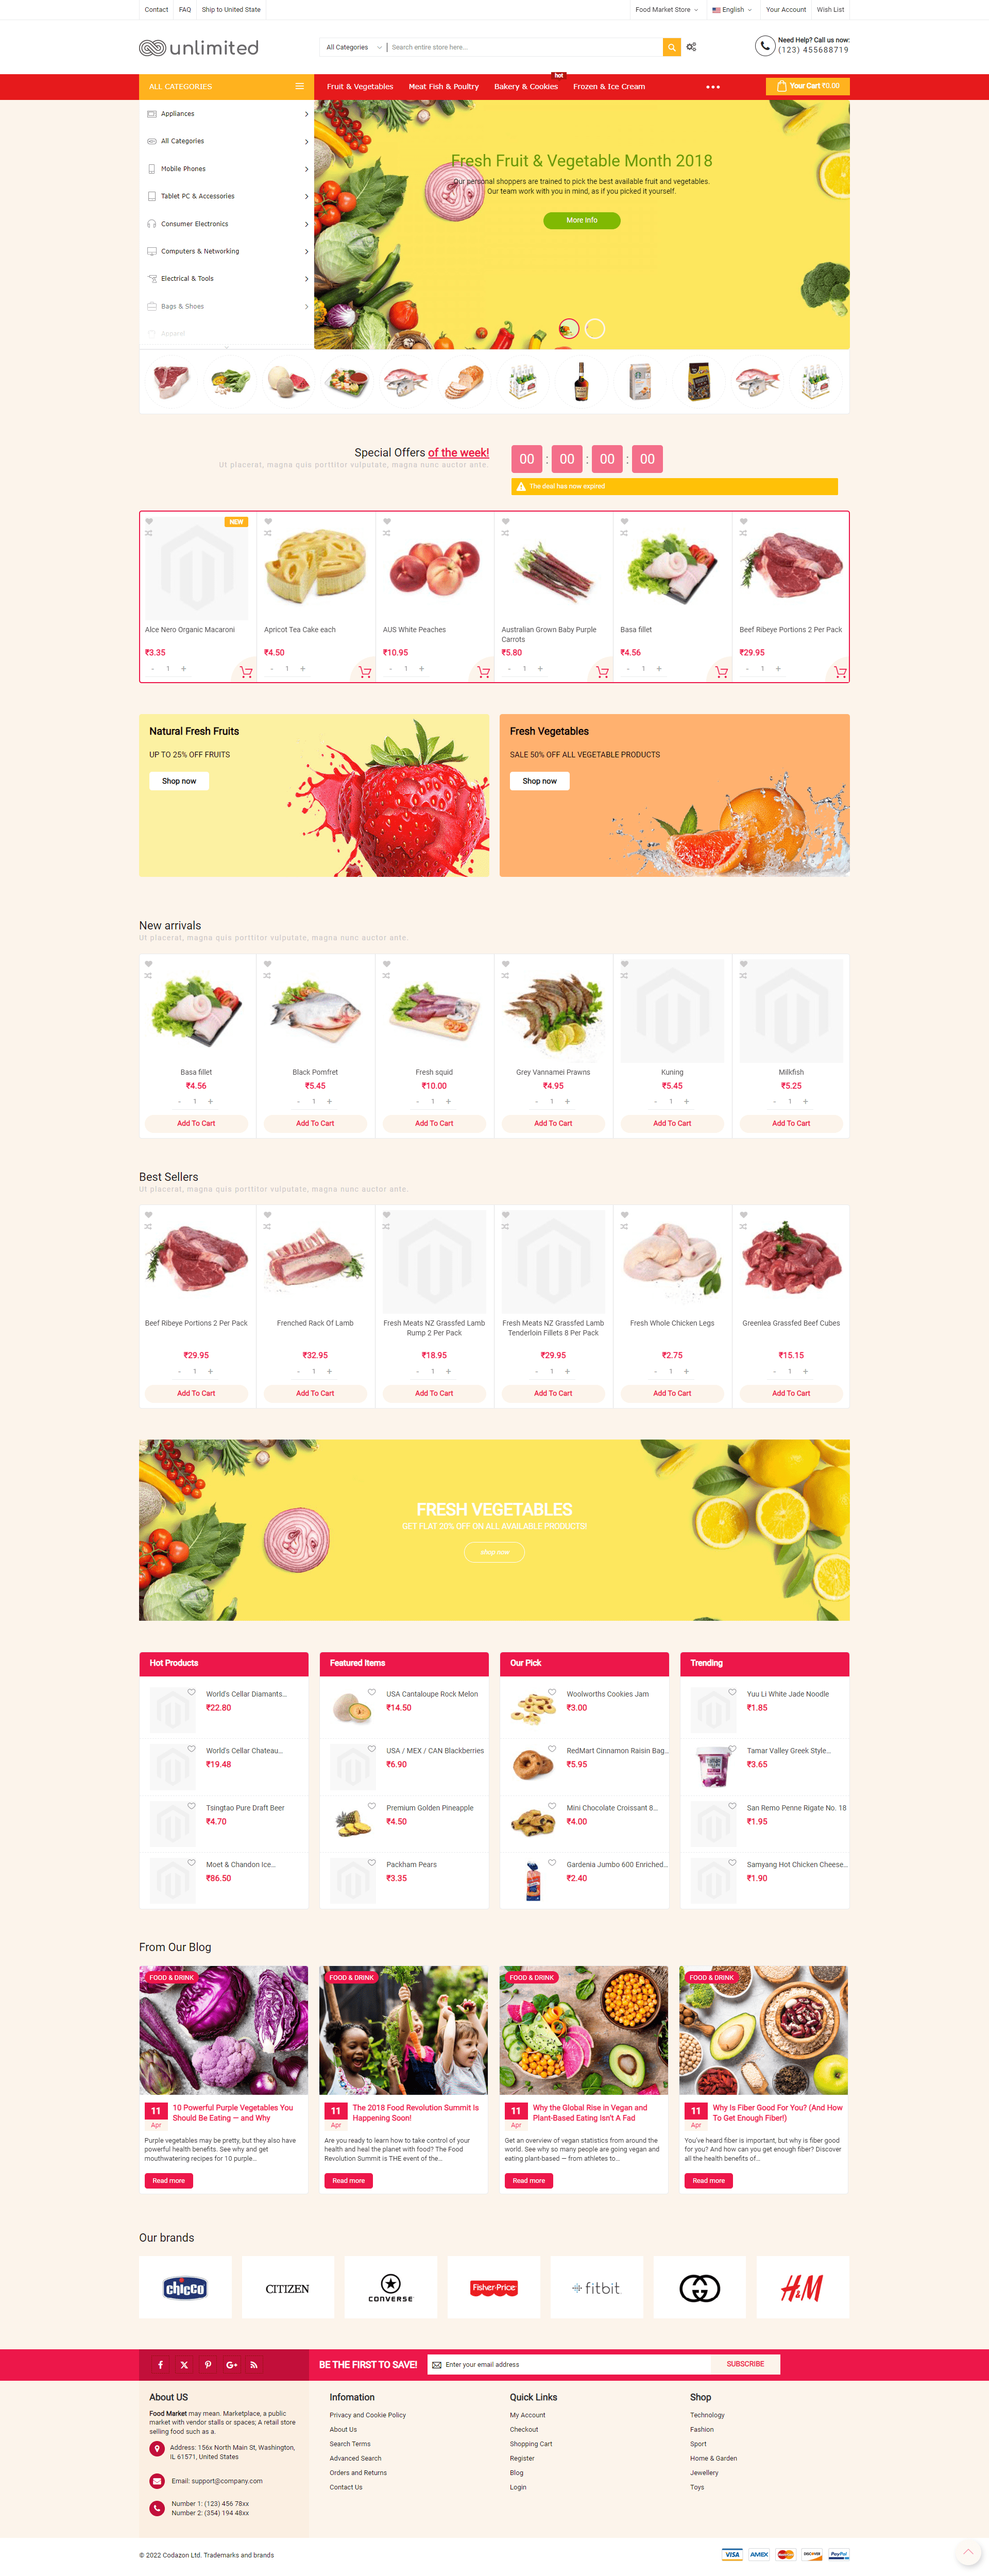 Contact FAQ Ship to United State Food Market Store English Your Account Wish List
unlimited
All Categories Search entire store here...
Need Help? Call us now:
(123) 455688719
ALL CATEGORIES
hot
Fruit & Vegetables Meat Fish & Poultry Bakery & Cookies Frozen & Ice Cream
Your Cart ₹0.00
Appliances
All Categories
Mobile Phones
Tablet PC & Accessories
Consumer Electronics
Computers & Networking
Electrical & Tools
Bags & Shoes
Apparel
Fresh Fruit & Vegetable Month 2018
Our personal shoppers are trained to pick the best available fruit and vegetables.
Our team work with you in mind, as if you picked it yourself.
More Info
Special Offers of the week!
Ut placerat, magna quis porttitor vulputate, magna nunc auctor ante.
00 : 00 : 00 : 00
The deal has now expired
NEW
Alce Nero Organic Macaroni
₹3.35
- 1 +
Apricot Tea Cake each
₹4.50
- 1 +
AUS White Peaches
₹10.95
- 1 +
Australian Grown Baby Purple
Carrots
₹5.80
- 1 +
Basa fillet
₹4.56
- 1 +
Beef Ribeye Portions 2 Per Pack
₹29.95
- 1 +
Natural Fresh Fruits
UP TO 25% OFF FRUITS
Shop now
Fresh Vegetables
SALE 50% OFF ALL VEGETABLE PRODUCTS
Shop now
New arrivals
Ut placerat, magna quis porttitor vulputate, magna nunc auctor ante.
Basa fillet
₹4.56
- 1 +
Add To Cart
Black Pomfret
₹5.45
- 1 +
Add To Cart
Fresh squid
₹10.00
- 1 +
Add To Cart
Grey Vannamei Prawns
₹4.95
- 1 +
Add To Cart
Kuning
₹5.45
- 1 +
Add To Cart
Milkfish
₹5.25
- 1 +
Add To Cart
Best Sellers
Ut placerat, magna quis porttitor vulputate, magna nunc auctor ante.
Beef Ribeye Portions 2 Per Pack
₹29.95
- 1 +
Add To Cart
Frenched Rack Of Lamb
₹32.95
- 1 +
Add To Cart
Fresh Meats NZ Grassfed Lamb
Rump 2 Per Pack
₹18.95
- 1 +
Add To Cart
Fresh Meats NZ Grassfed Lamb
Tenderloin Fillets 8 Per Pack
₹29.95
- 1 +
Add To Cart
Fresh Whole Chicken Legs
₹2.75
- 1 +
Add To Cart
Greenlea Grassfed Beef Cubes
₹15.15
- 1 +
Add To Cart
FRESH VEGETABLES
GET FLAT 20% OFF ON ALL AVAILABLE PRODUCTS!
shop now
Hot Products
World's Cellar Diamants...
₹22.80
World's Cellar Chateau...
₹19.48
Tsingtao Pure Draft Beer
₹4.70
Moet & Chandon Ice...
₹86.50
Featured Items
USA Cantaloupe Rock Melon
₹14.50
USA / MEX / CAN Blackberries
₹6.90
Premium Golden Pineapple
₹4.50
Packham Pears
₹3.35
Our Pick
Woolworths Cookies Jam
₹3.00
RedMart Cinnamon Raisin Bag...
₹5.95
Mini Chocolate Croissant 8...
₹4.00
Gardenia Jumbo 600 Enriched...
₹2.40
Trending
Yuu Li White Jade Noodle
₹1.85
Tamar Valley Greek Style...
₹3.65
San Remo Penne Rigate No. 18
₹1.95
Samyang Hot Chicken Cheese...
₹1.90
From Our Blog
FOOD & DRINK
11
Apr
10 Powerful Purple Vegetables You
Should Be Eating — and Why
Purple vegetables may be pretty, but they also have
powerful health benefits. See why and get
mouthwatering recipes for 10 purple...
Read more
FOOD & DRINK
11
Apr
The 2018 Food Revolution Summit Is
Happening Soon!
Are you ready to learn how to take control of your
health and heal the planet with food? The Food
Revolution Summit is THE event of the...
Read more
FOOD & DRINK
11
Apr
Why the Global Rise in Vegan and
Plant-Based Eating Isn't A Fad
Get an overview of vegan statistics from around the
world. See why so many people are going vegan and
eating plant-based — from athletes to...
Read more
FOOD & DRINK
11
Apr
Why Is Fiber Good For You? (And How
To Get Enough Fiber!)
You've heard fiber is important, but why is fiber good
for you? And how can you get enough fiber? Discover
all the health benefits of...
Read more
Our brands
chicco
CITIZEN
CONVERSE
Fisher-Price
fitbit
H&M
BE THE FIRST TO SAVE! Enter your email address SUBSCRIBE
About US
Food Market may mean. Marketplace, a public
market with vendor stalls or spaces; A retail store
selling food such as a.
Address: 156x North Main St, Washington,
IL 61571, United States
Email: support@company.com
Number 1: (123) 456 78xx
Number 2: (354) 194 48xx
Infomation
Privacy and Cookie Policy
About Us
Search Terms
Advanced Search
Orders and Returns
Contact Us
Quick Links
My Account
Checkout
Shopping Cart
Register
Blog
Login
Shop
Technology
Fashion
Sport
Home & Garden
Jewellery
Toys
© 2022 Codazon Ltd. Trademarks and brands
VISA AMEX MasterCard DISCOVER PayPal